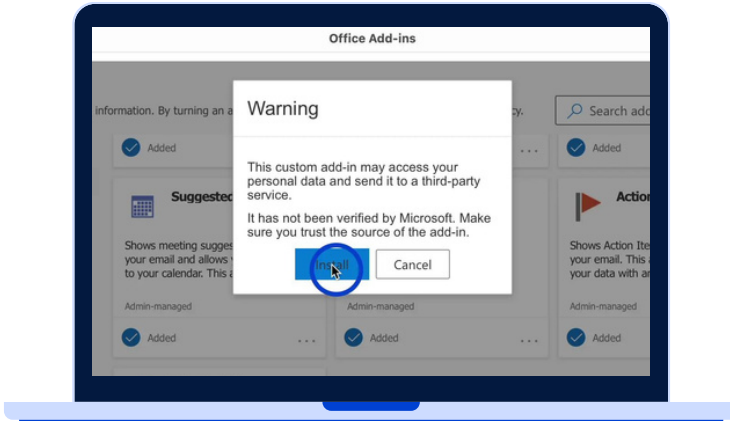 Office Add-ins
information. By turning an a
cy.
Search add
Added
...
Added
Warning
This custom add-in may access your
personal data and send it to a third-party
service.
It has not been verified by Microsoft. Make
sure you trust the source of the add-in.
Install
Cancel
Suggested
Shows meeting sugges
your email and allows
to your calendar. This a
Admin-managed
Added
...
Admin-managed
Added
...
Action
Shows Action Ite
your email. This
your data with an
Admin-managed
Added